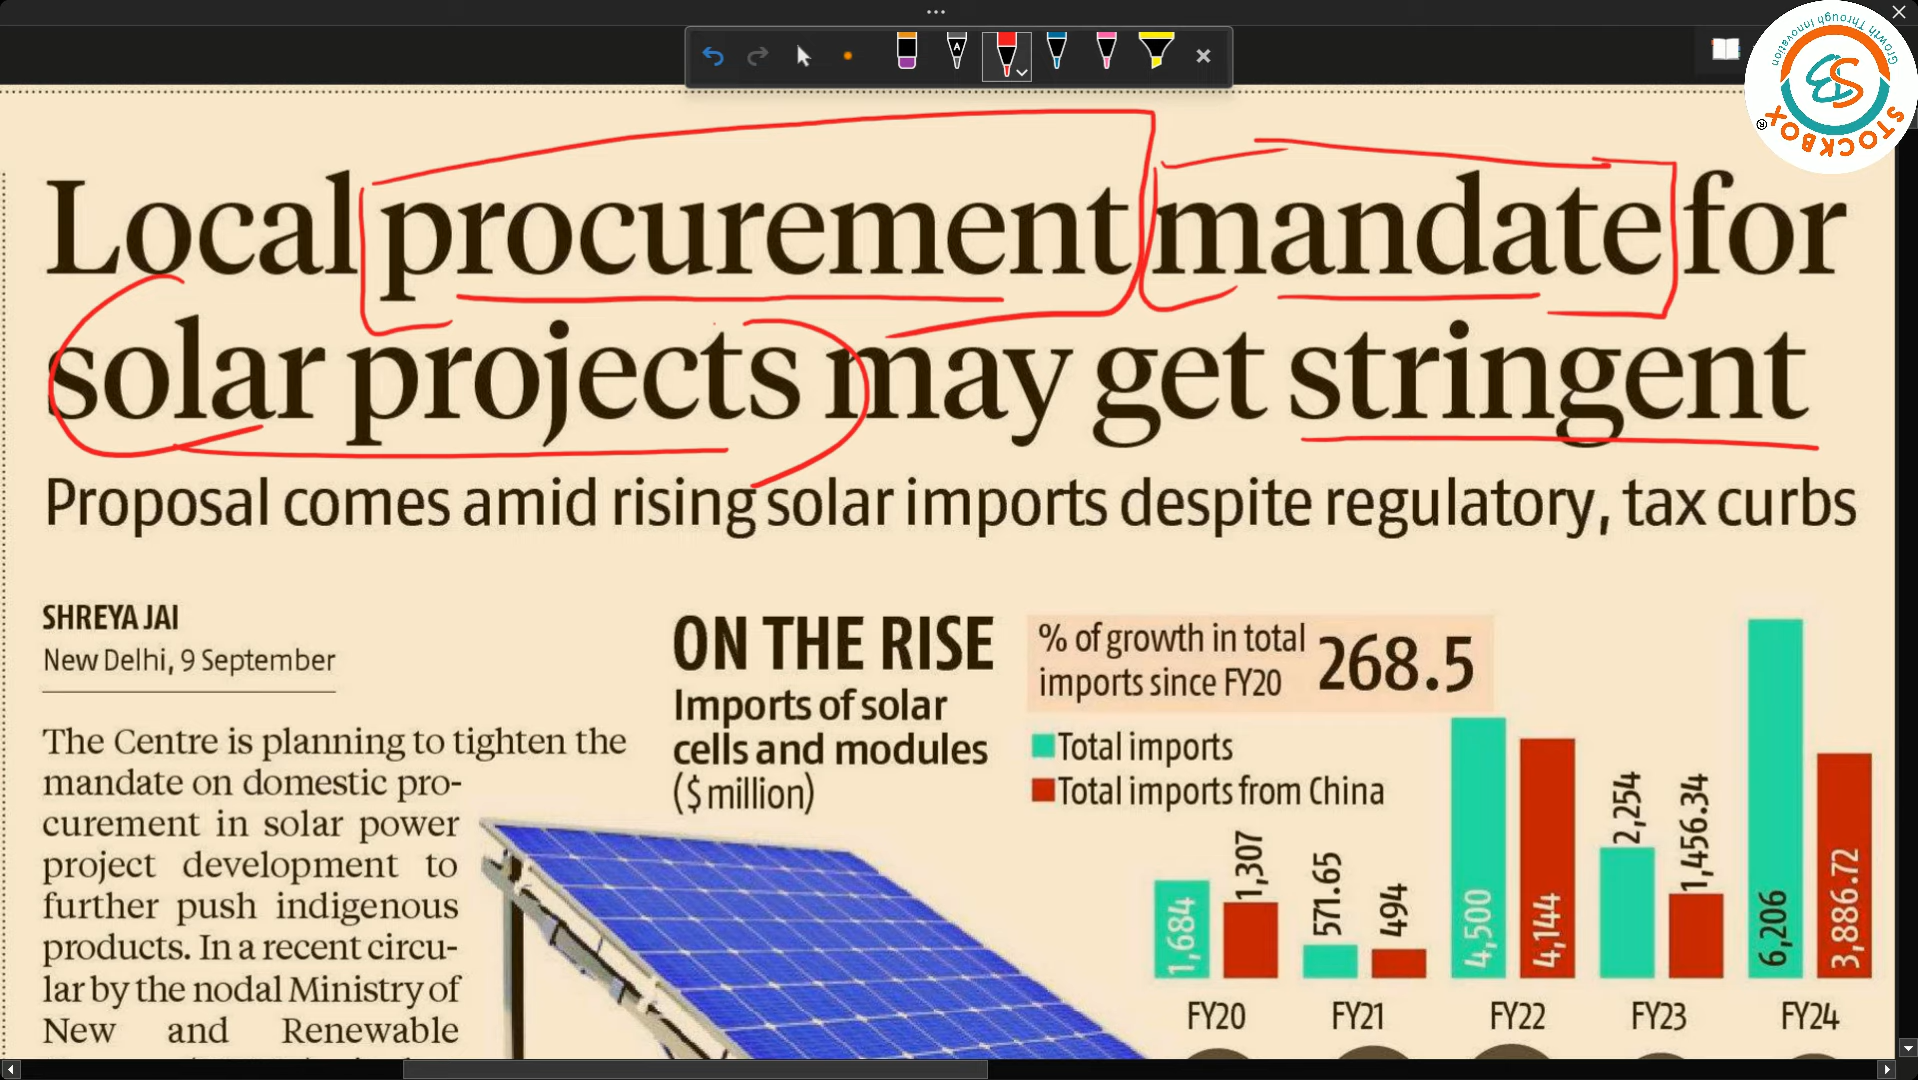 Growth Through Innovation
STOCKBOX®
Local procurement mandate for
solar projects may get stringent
Proposal comes amid rising solar imports despite regulatory, tax curbs
SHREYA JAI
New Delhi, 9 September
The Centre is planning to tighten the
mandate on domestic pro-
curement in solar power
project development to
further push indigenous
products. In a recent circu-
lar by the nodal Ministry of
New and Renewable
ON THE RISE
Imports of solar
cells and modules
($ million)
% of growth in total
imports since FY20
268.5
Total imports
Total imports from China
1,684
1,307
571.65
494
4,500
4,144
2,254
1,456.34
6,206
3,886.72
FY20 FY21 FY22 FY23 FY24